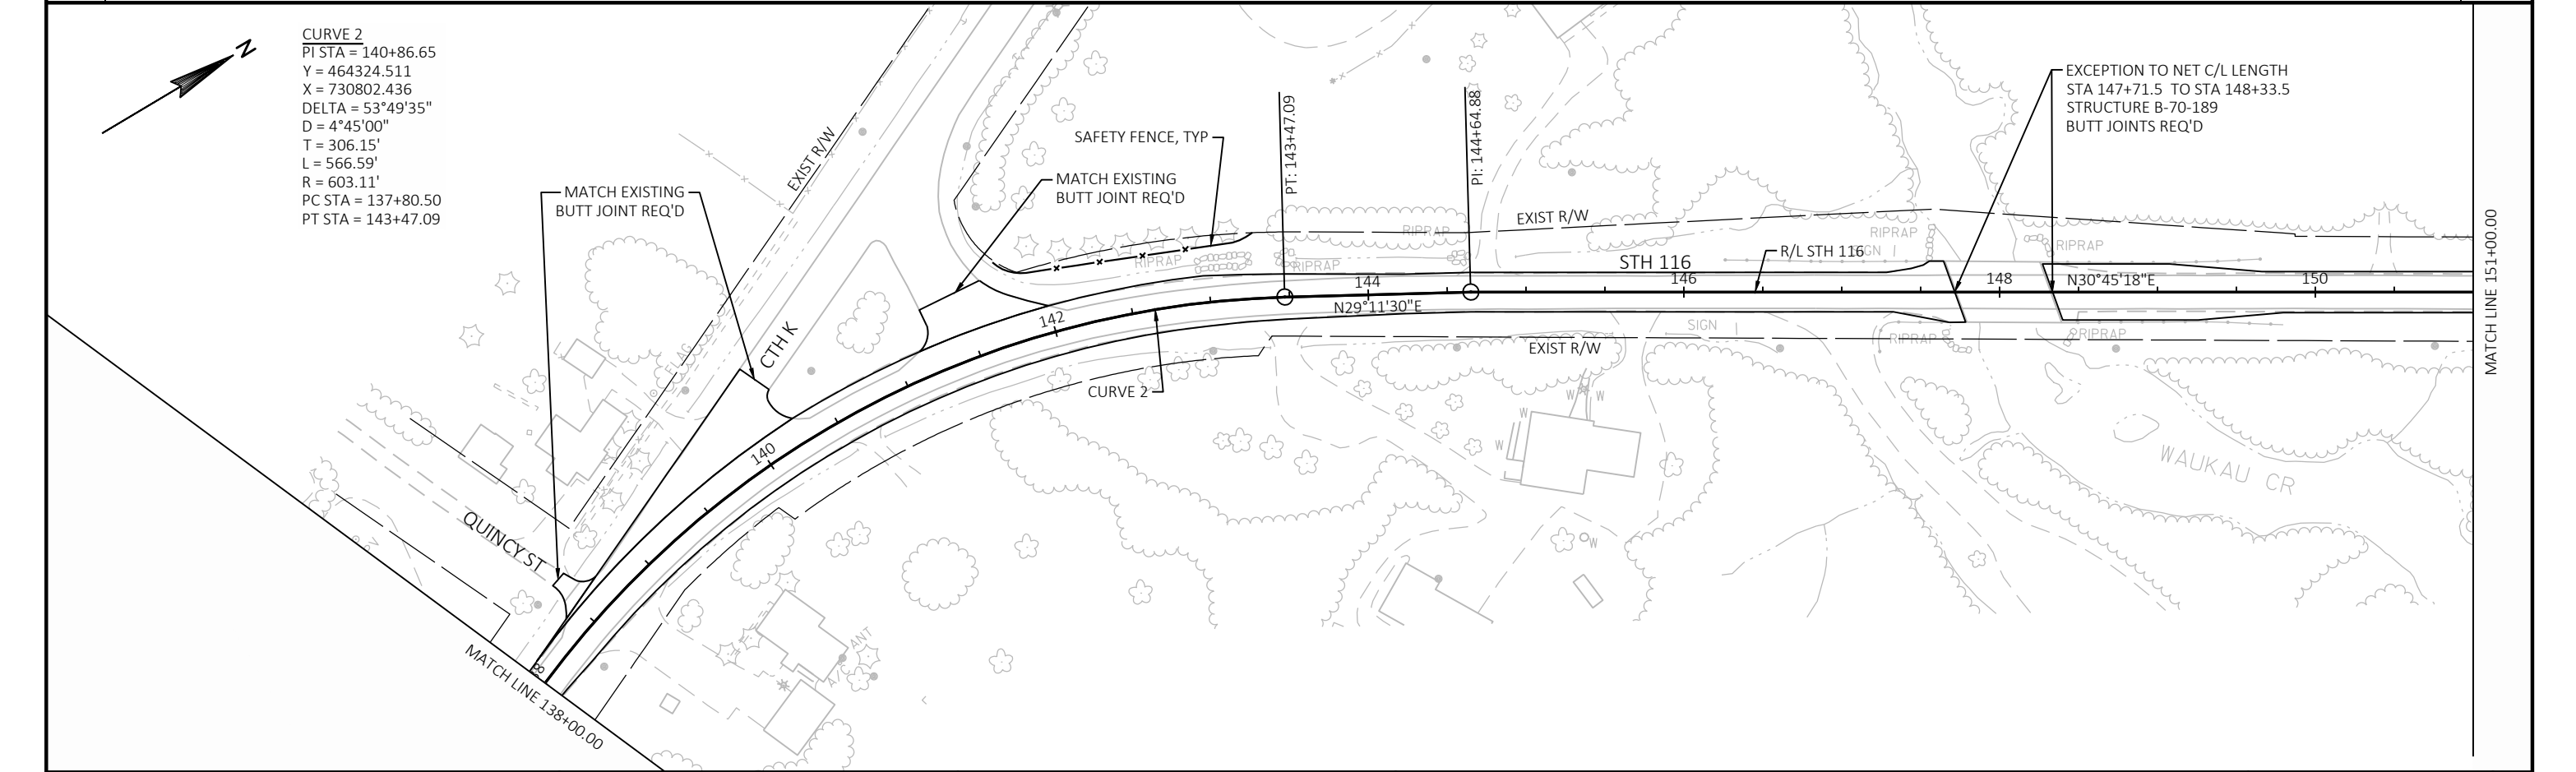 N
CURVE 2
PI STA = 140+86.65
Y = 464324.511
X = 730802.436
DELTA = 53°49'35"
D = 4°45'00"
T = 306.15'
L = 566.59'
R = 603.11'
PC STA = 137+80.50
PT STA = 143+47.09
EXIST R/W
MATCH EXISTING
BUTT JOINT REQ'D
SAFETY FENCE, TYP
MATCH EXISTING
BUTT JOINT REQ'D
PT: 143+47.09
PI: 144+64.88
EXCEPTION TO NET C/L LENGTH
STA 147+71.5 TO STA 148+33.5
STRUCTURE B-70-189
BUTT JOINTS REQ'D
EXIST R/W
RIPRAP
RIPRAP
RIPRAP
RIPRAP
RIPRAP
STH 116
R/L STH 116
SIGN
144
146
148
N30°45'18"E
150
MATCH LINE 151+00.00
N29°11'30"E
142
CTH K
SIGN
RIPRAP
RIPRAP
EXIST R/W
FLAG
CURVE 2
W
W
W
W
W
140
WAUKAU CR
QUINCY ST
MATCH LINE 138+00.00